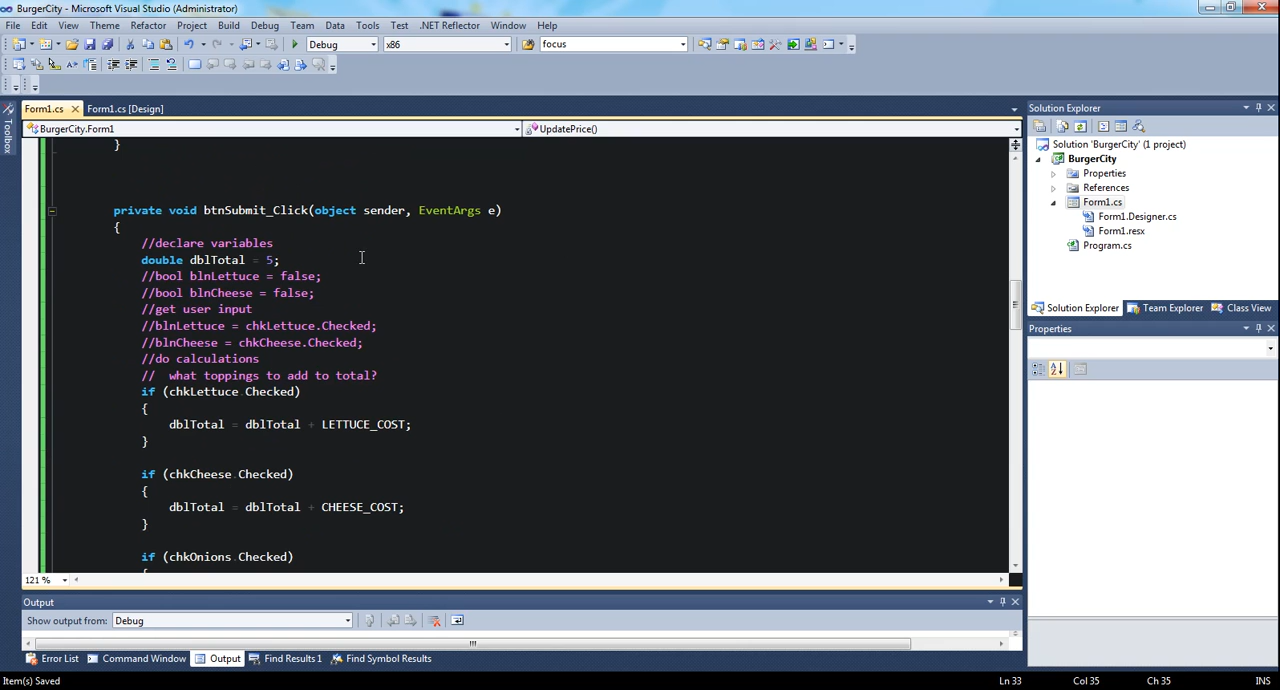 BurgerCity - Microsoft Visual Studio (Administrator)
File Edit View Theme Refactor Project Build Debug Team Data Tools Test .NET Reflector Window Help
Debug x86 focus
Form1.cs Form1.cs [Design]
BurgerCity.Form1 UpdatePrice()
Toolbox
}
private void btnSubmit_Click(object sender, EventArgs e)
{
//declare variables
double dblTotal = 5;
//bool blnLettuce = false;
//bool blnCheese = false;
//get user input
//blnLettuce = chkLettuce.Checked;
//blnCheese = chkCheese.Checked;
//do calculations
//  what toppings to add to total?
if (chkLettuce.Checked)
{
dblTotal = dblTotal + LETTUCE_COST;
}
if (chkCheese.Checked)
{
dblTotal = dblTotal + CHEESE_COST;
}
if (chkOnions.Checked)
121 %
Solution Explorer
Solution 'BurgerCity' (1 project)
BurgerCity
Properties
References
Form1.cs
Form1.Designer.cs
Form1.resx
Program.cs
Solution Explorer Team Explorer Class View
Properties
Output
Show output from: Debug
Error List Command Window Output Find Results 1 Find Symbol Results
Item(s) Saved Ln 33 Col 35 Ch 35 INS